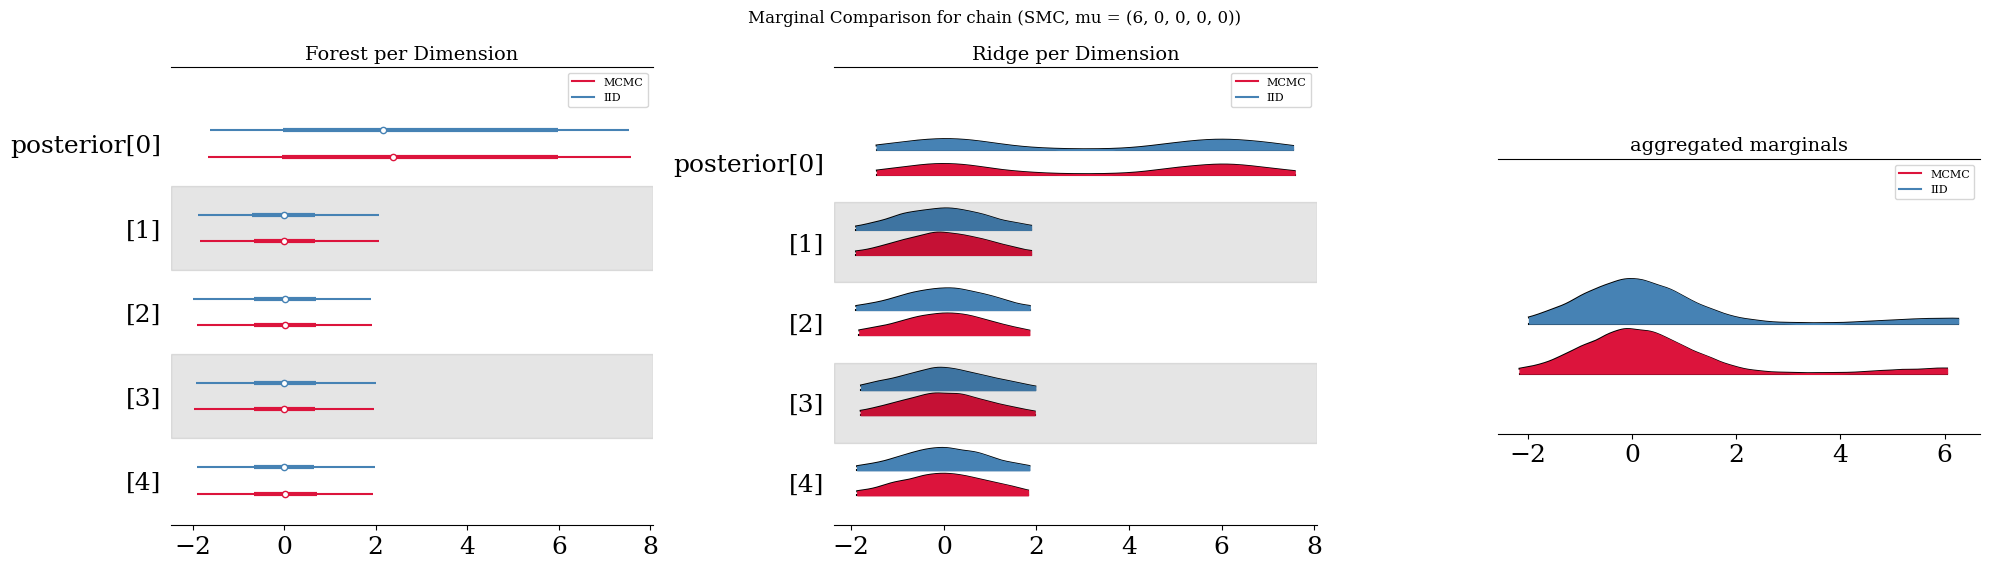 Marginal Comparison for chain (SMC, mu = (6, 0, 0, 0, 0))
Forest per Dimension
MCMC
IID
posterior[0]
[1]
[2]
[3]
[4]
−2 0 2 4 6 8
Ridge per Dimension
MCMC
IID
posterior[0]
[1]
[2]
[3]
[4]
−2 0 2 4 6 8
aggregated marginals
MCMC
IID
−2 0 2 4 6